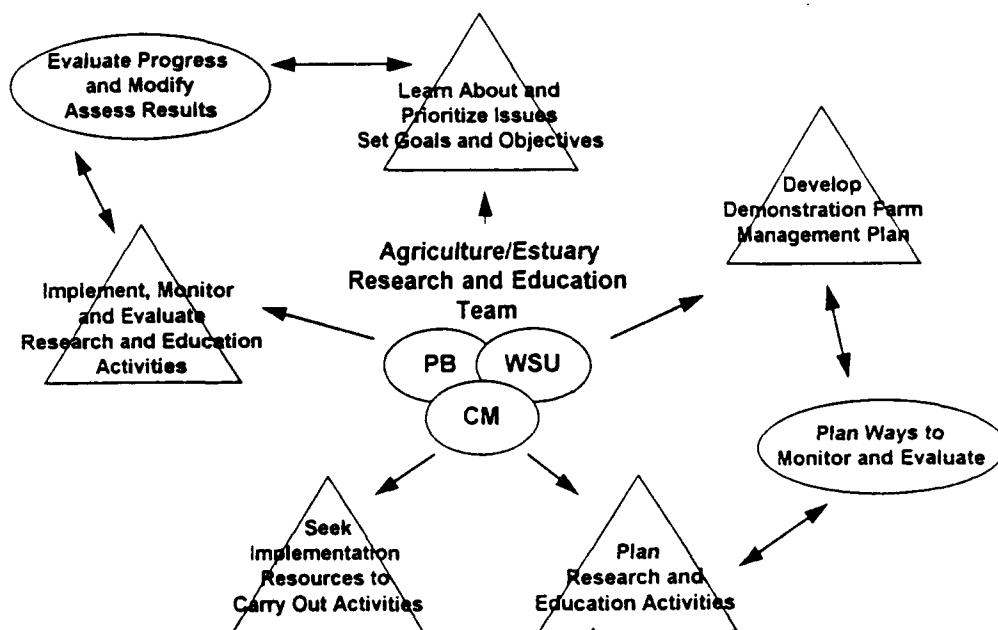 Evaluate Progress
and Modify
Assess Results
Learn About and
Prioritize Issues
Set Goals and Objectives
Develop
Demonstration Farm
Management Plan
Agriculture/Estuary
Research and Education
Team
Implement, Monitor
and Evaluate
Research and Education
Activities
PB
WSU
CM
Plan Ways to
Monitor and Evaluate
Seek
Implementation
Resources to
Carry Out Activities
Plan
Research and
Education Activities